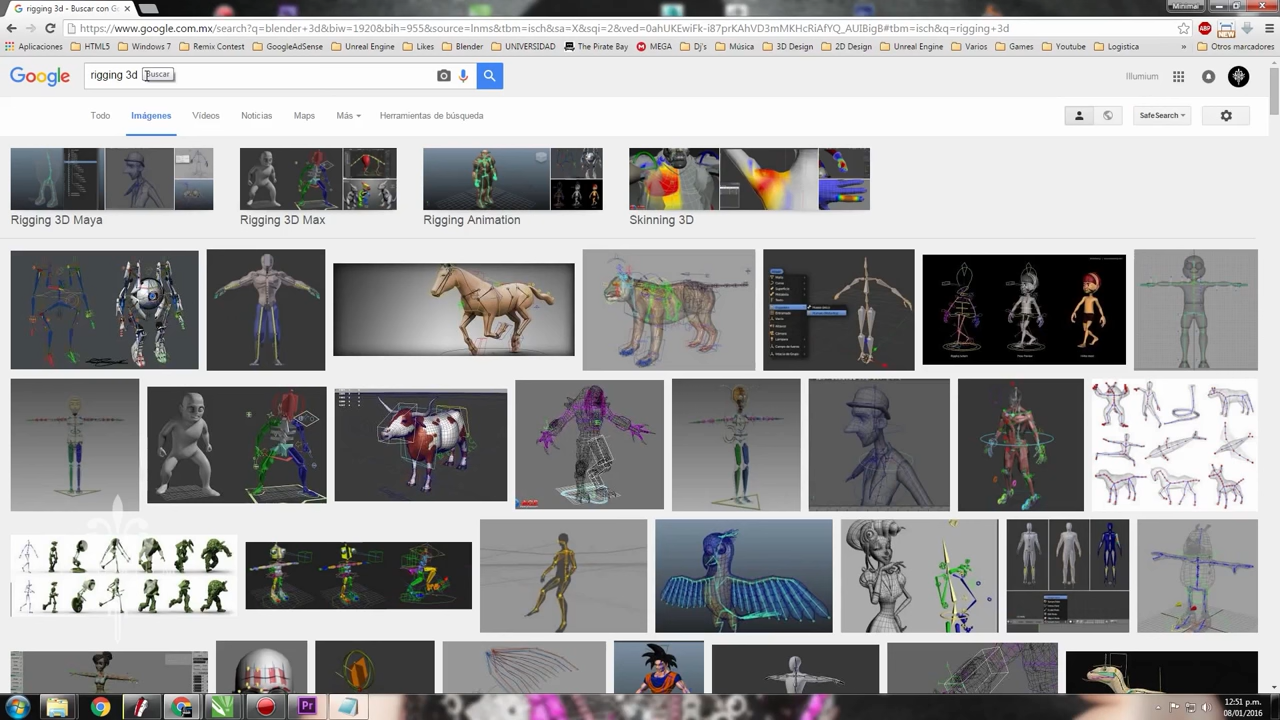 rigging 3d - Buscar con Go
Minimal
https://www.google.com.mx/search?q=blender+3d&biw=1920&bih=955&source=lnms&tbm=isch&sa=X&sqi=2&ved=0ahUKEwiFk-i87prKAhVD3mMKHcRiAfYQ_AUIBigB#tbm=isch&q=rigging+3d
Aplicaciones HTML5 Windows 7 Remix Contest GoogleAdSense Unreal Engine Likes Blender UNIVERSIDAD The Pirate Bay MEGA Dj's Música 3D Design 2D Design Unreal Engine Varios Games Youtube Logistica Otros marcadores
Google rigging 3d Buscar Illumium
Todo Imágenes Vídeos Noticias Maps Más Herramientas de búsqueda SafeSearch
Rigging 3D Maya Rigging 3D Max Rigging Animation Skinning 3D
12:51 p.m.
08/01/2016